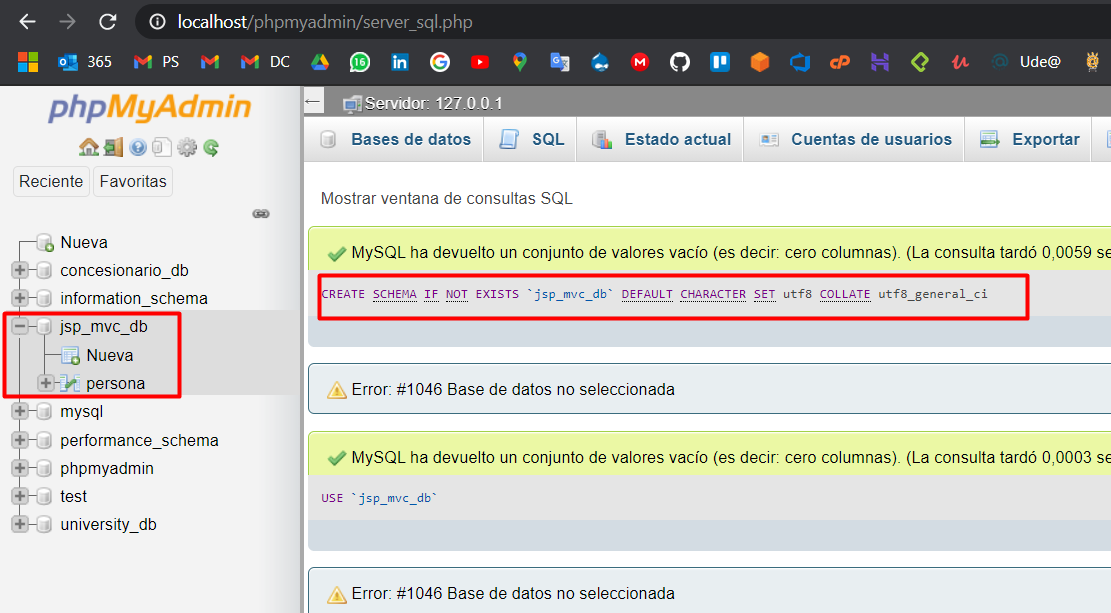 localhost/phpmyadmin/server_sql.php
365
PS
DC
16
Ude@
phpMyAdmin
Reciente
Favoritas
Nueva
concesionario_db
information_schema
jsp_mvc_db
Nueva
persona
mysql
performance_schema
phpmyadmin
test
university_db
Servidor: 127.0.0.1
Bases de datos
SQL
Estado actual
Cuentas de usuarios
Exportar
Mostrar ventana de consultas SQL
MySQL ha devuelto un conjunto de valores vacío (es decir: cero columnas). (La consulta tardó 0,0059 se
CREATE SCHEMA IF NOT EXISTS `jsp_mvc_db` DEFAULT CHARACTER SET utf8 COLLATE utf8_general_ci
Error: #1046 Base de datos no seleccionada
MySQL ha devuelto un conjunto de valores vacío (es decir: cero columnas). (La consulta tardó 0,0003 se
USE `jsp_mvc_db`
Error: #1046 Base de datos no seleccionada